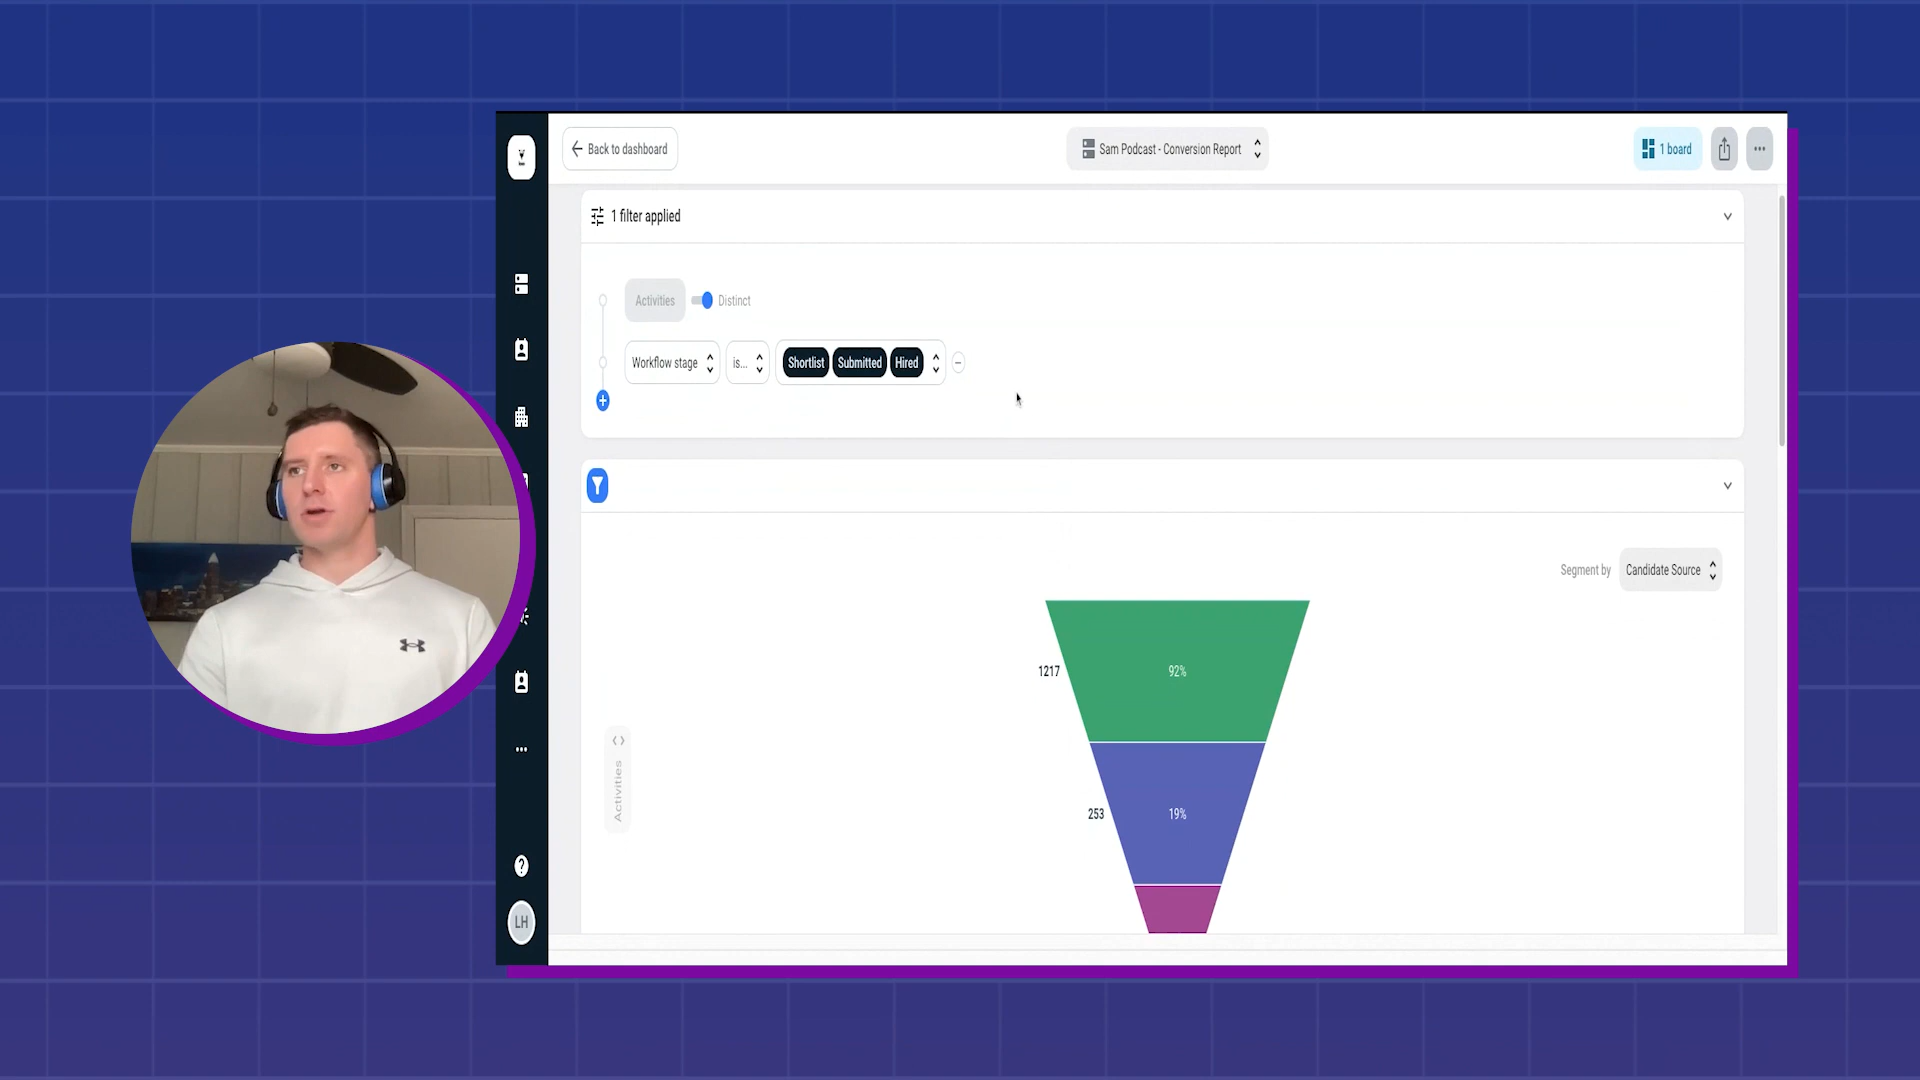 Back to dashboard
Sam Podcast - Conversion Report
1 board
1 filter applied
Activities
Distinct
Workflow stage
is...
Shortlist
Submitted
Hired
Segment by
Candidate Source
1217
92%
253
19%
Activities
LH